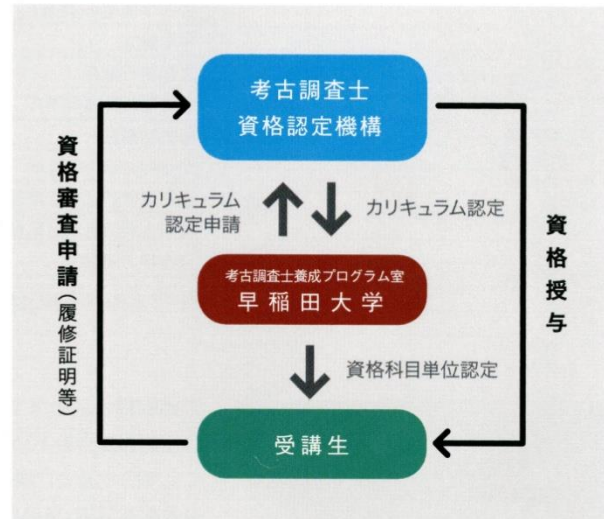 考古調査士
資格認定機構
カリキュラム
認定申請
カリキュラム認定
資格審査申請(履修証明等)
資格授与
考古調査士養成プログラム室
早稲田大学
資格科目単位認定
受講生